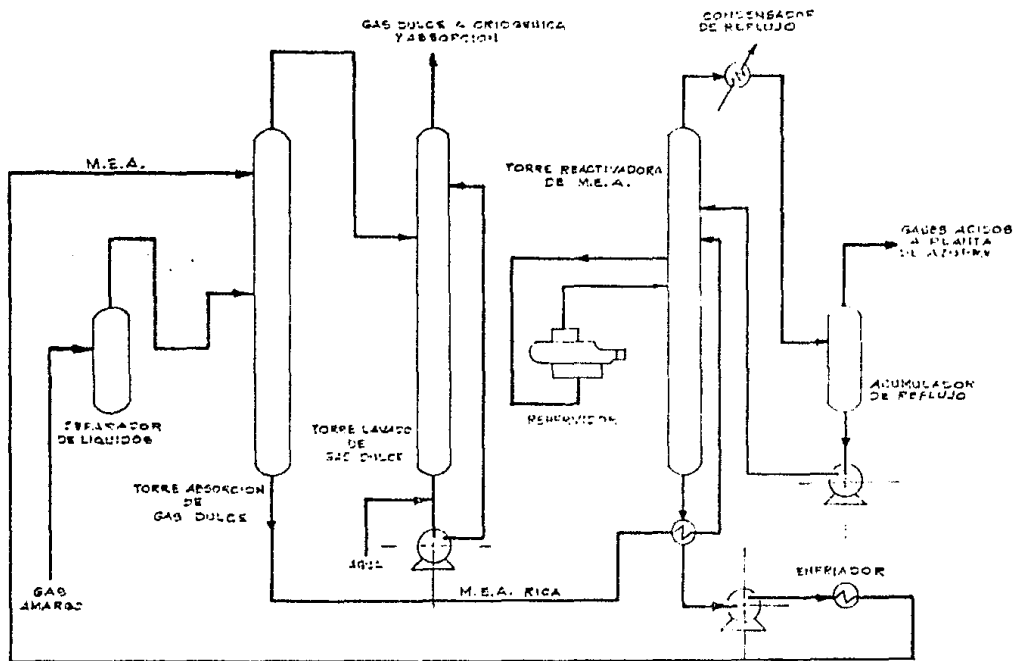 GAS DULCE A CRIOGENICA
Y ABSORCION
CONDENSADOR
DE REFLUJO
M.E.A.
TORRE REACTIVADORA
DE M.E.A.
GASES ACIDOS
A PLANTA
DE AZUFRE
SEPARADOR
DE LIQUIDOS
TORRE LAVADO
DE
GAS DULCE
REHERVIDOR
ACUMULADOR
DE REFLUJO
TORRE ABSORCION
DE
GAS DULCE
AGUA
GAS
AMARGO
M.E.A. RICA
ENFRIADOR